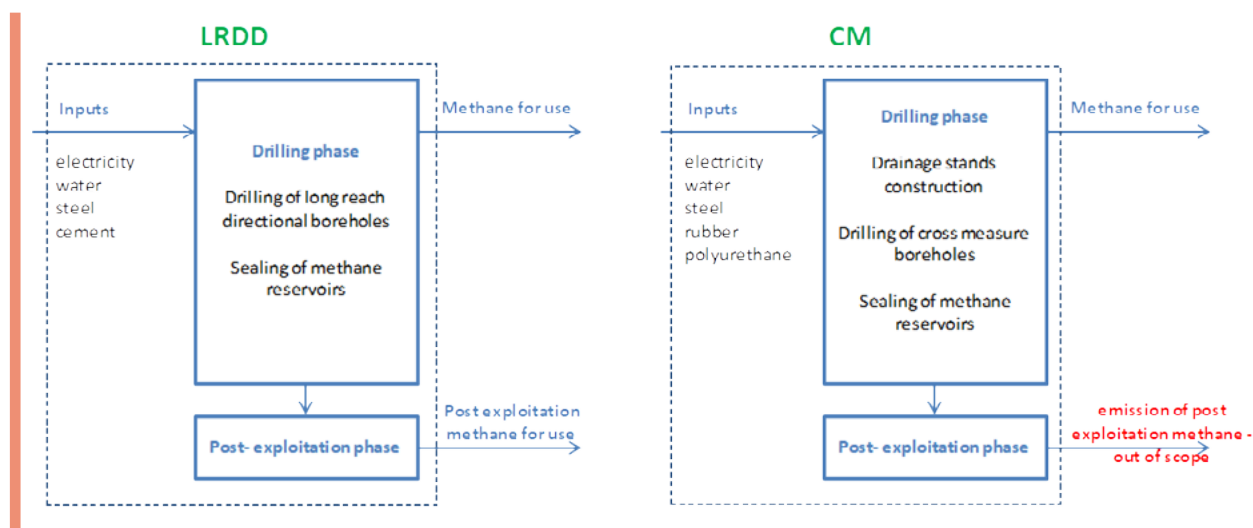 LRDD
Inputs
electricity
water
steel
cement
Drilling phase
Drilling of long reach
directional boreholes
Sealing of methane
reservoirs
Methane for use
Post- exploitation phase
Post exploitation
methane for use
CM
Inputs
electricity
water
steel
rubber
polyurethane
Drilling phase
Drainage stands
construction
Drilling of cross measure
boreholes
Sealing of methane
reservoirs
Methane for use
Post- exploitation phase
emission of post
exploitation methane -
out of scope